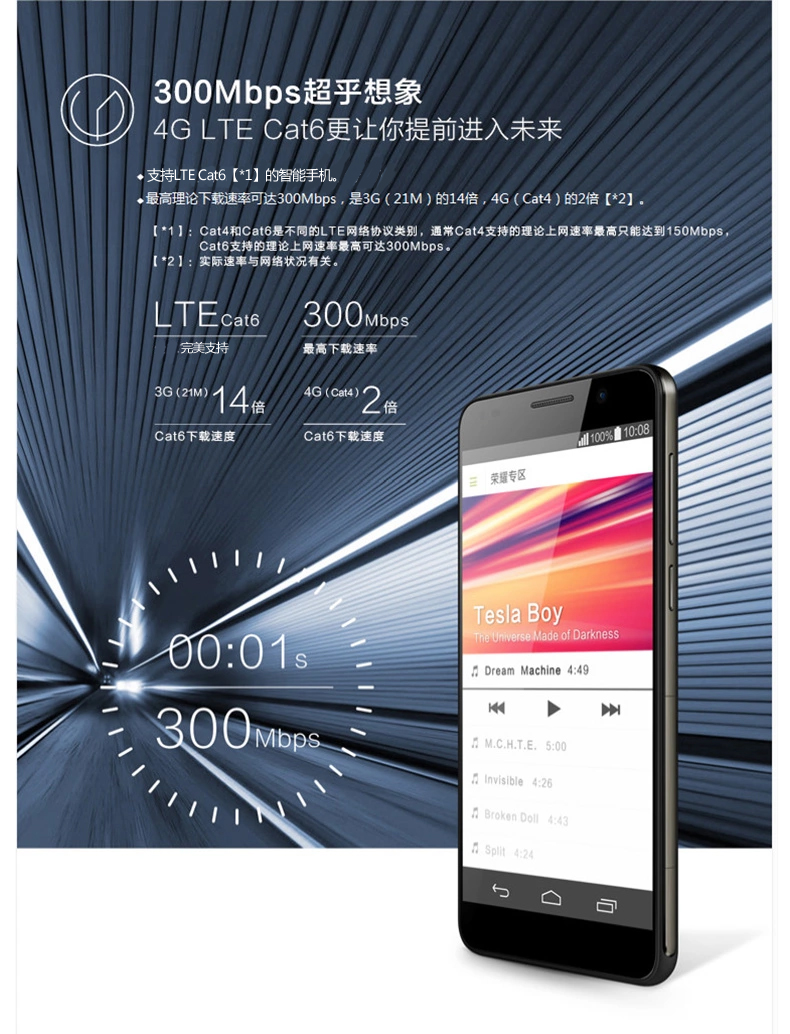 300Mbps超乎想象
4G LTE Cat6更让你提前进入未来
◆支持LTE Cat6【*1】的智能手机。
◆最高理论下载速率可达300Mbps，是3G（21M）的14倍，4G（Cat4）的2倍【*2】。
【*1】：Cat4和Cat6是不同的LTE网络协议类别，通常Cat4支持的理论上网速率最高只能达到150Mbps，
Cat6支持的理论上网速率最高可达300Mbps。
【*2】：实际速率与网络状况有关。
LTE Cat6
完美支持
300Mbps
最高下载速率
3G（21M）14倍
Cat6下载速度
4G（Cat4）2倍
Cat6下载速度
00:01s
300Mbps
100% 10:08
荣耀专区
Tesla Boy
The Universe Made of Darkness
Dream Machine 4:49
M.C.H.T.E. 5:00
Invisible 4:26
Broken Doll 4:43
Split 4:24